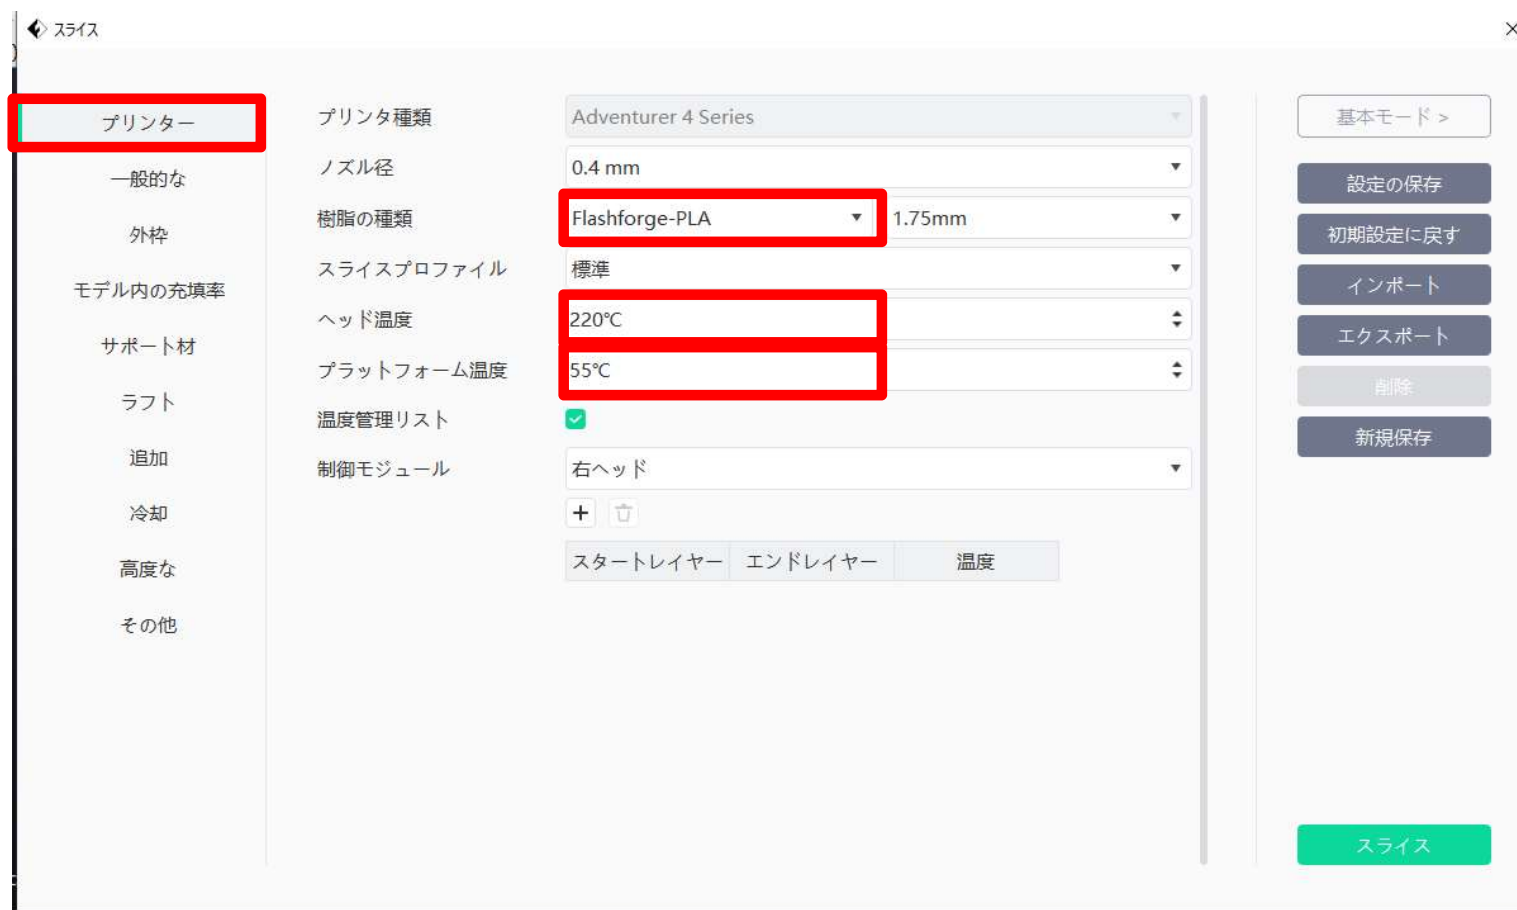 スライス
プリンター
一般的な
外枠
モデル内の充填率
サポート材
ラフト
追加
冷却
高度な
その他
プリンタ種類 Adventurer 4 Series
ノズル径 0.4 mm
樹脂の種類 Flashforge-PLA 1.75mm
スライスプロファイル 標準
ヘッド温度 220℃
プラットフォーム温度 55℃
温度管理リスト
制御モジュール 右ヘッド
スタートレイヤー エンドレイヤー 温度
基本モード >
設定の保存
初期設定に戻す
インポート
エクスポート
削除
新規保存
スライス